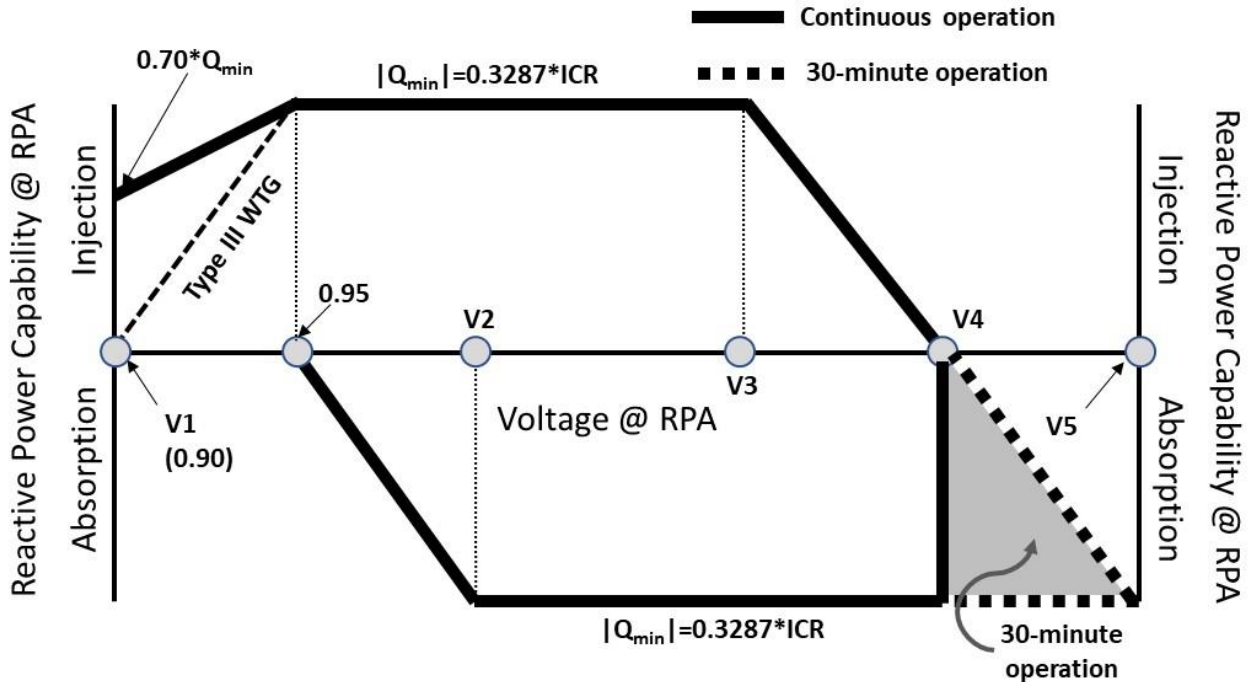 Continuous operation
30-minute operation
0.70*Qmin
|Qmin|=0.3287*ICR
Reactive Power Capability @ RPA
Injection
Absorption
Type III WTG
0.95
V2
V3
V4
V1
(0.90)
Voltage @ RPA
V5
Injection
Absorption
Reactive Power Capability @ RPA
|Qmin|=0.3287*ICR
30-minute
operation